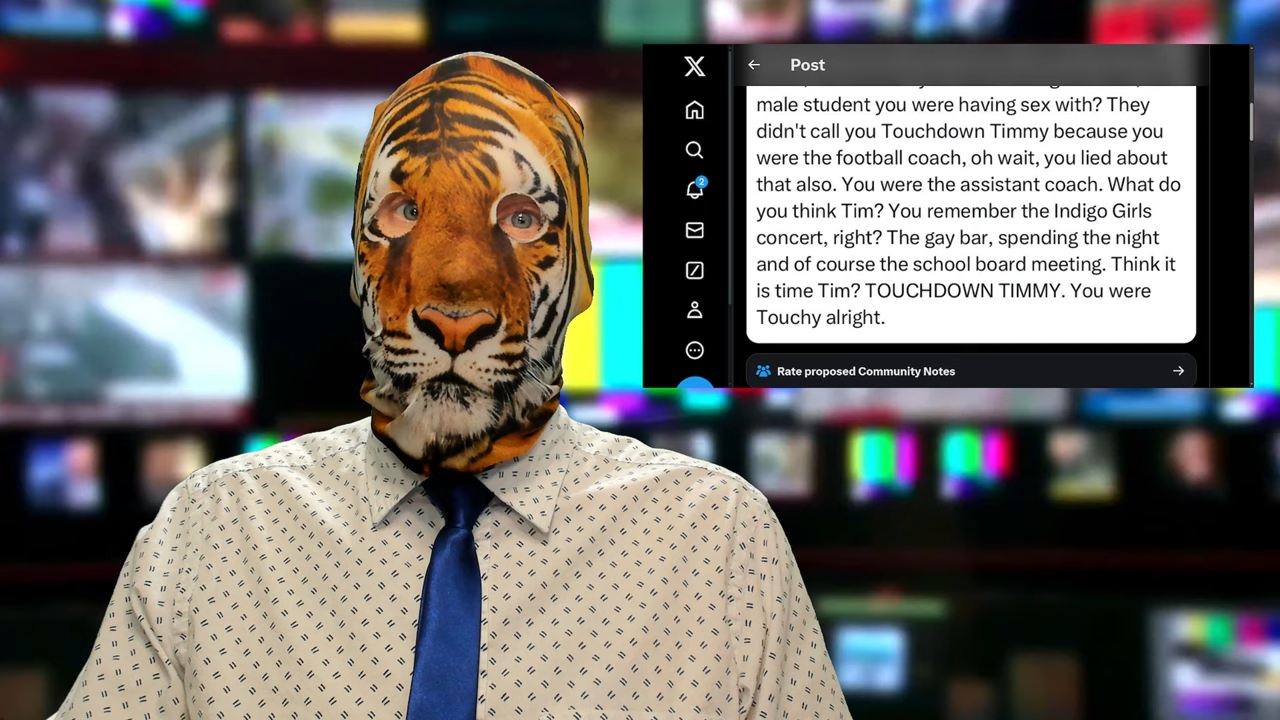 Post
male student you were having sex with? They
didn't call you Touchdown Timmy because you
were the football coach, oh wait, you lied about
that also. You were the assistant coach. What do
you think Tim? You remember the Indigo Girls
concert, right? The gay bar, spending the night
and of course the school board meeting. Think it
is time Tim? TOUCHDOWN TIMMY. You were
Touchy alright.
2
Rate proposed Community Notes